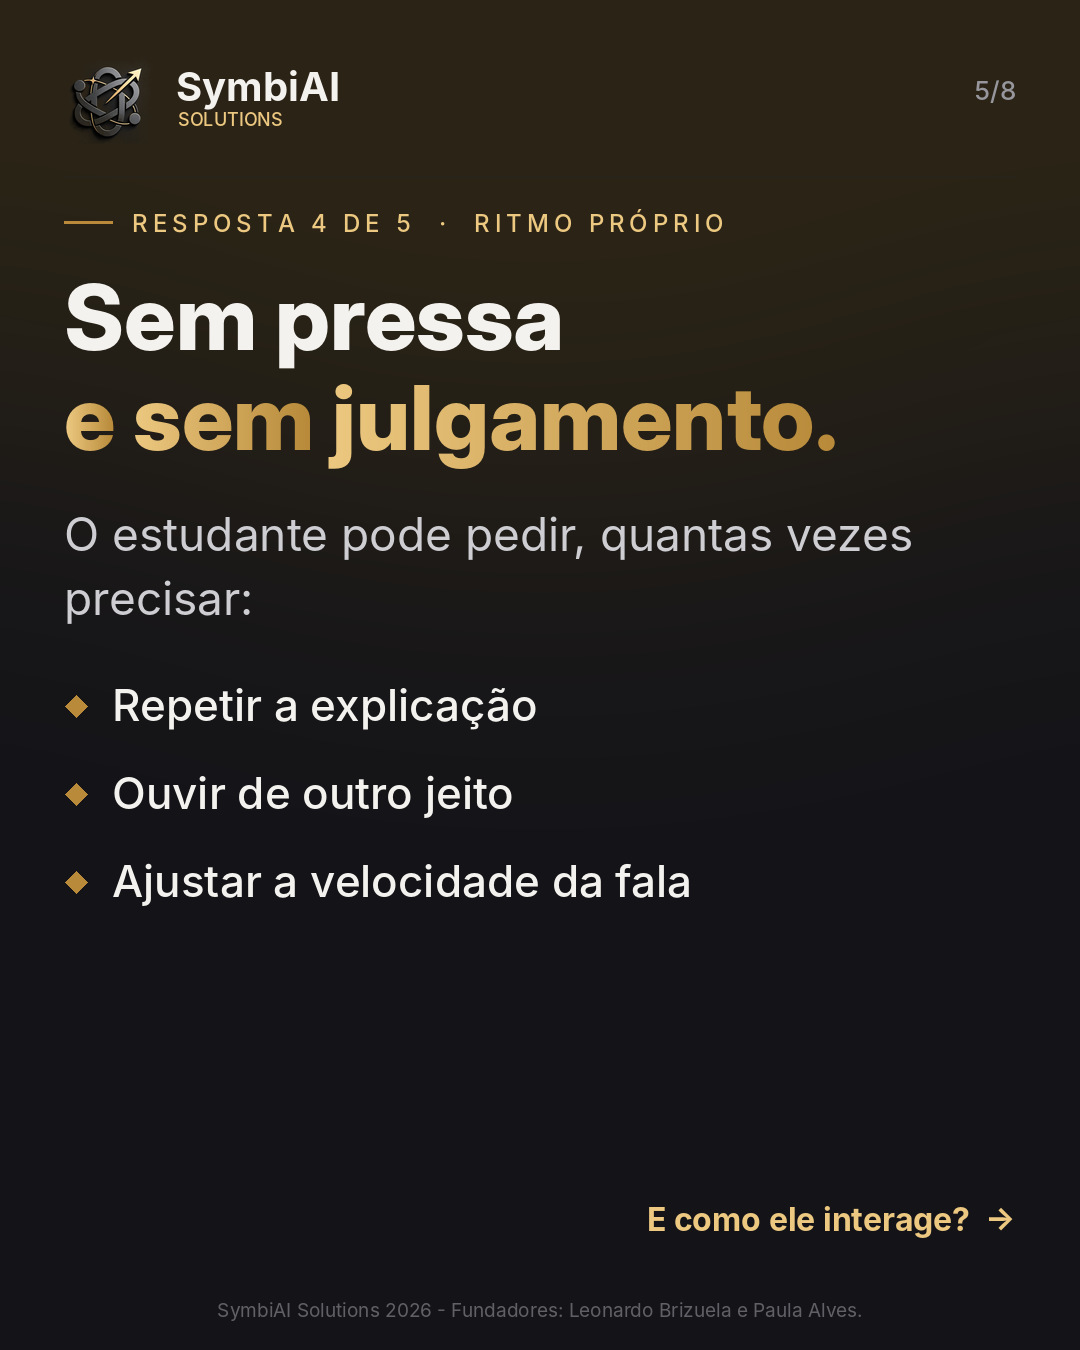 SymbiAI
SOLUTIONS
5/8
RESPOSTA 4 DE 5 · RITMO PRÓPRIO
Sem pressa
e sem julgamento.
O estudante pode pedir, quantas vezes
precisar:
◆ Repetir a explicação
◆ Ouvir de outro jeito
◆ Ajustar a velocidade da fala
E como ele interage? →
SymbiAI Solutions 2026 - Fundadores: Leonardo Brizuela e Paula Alves.